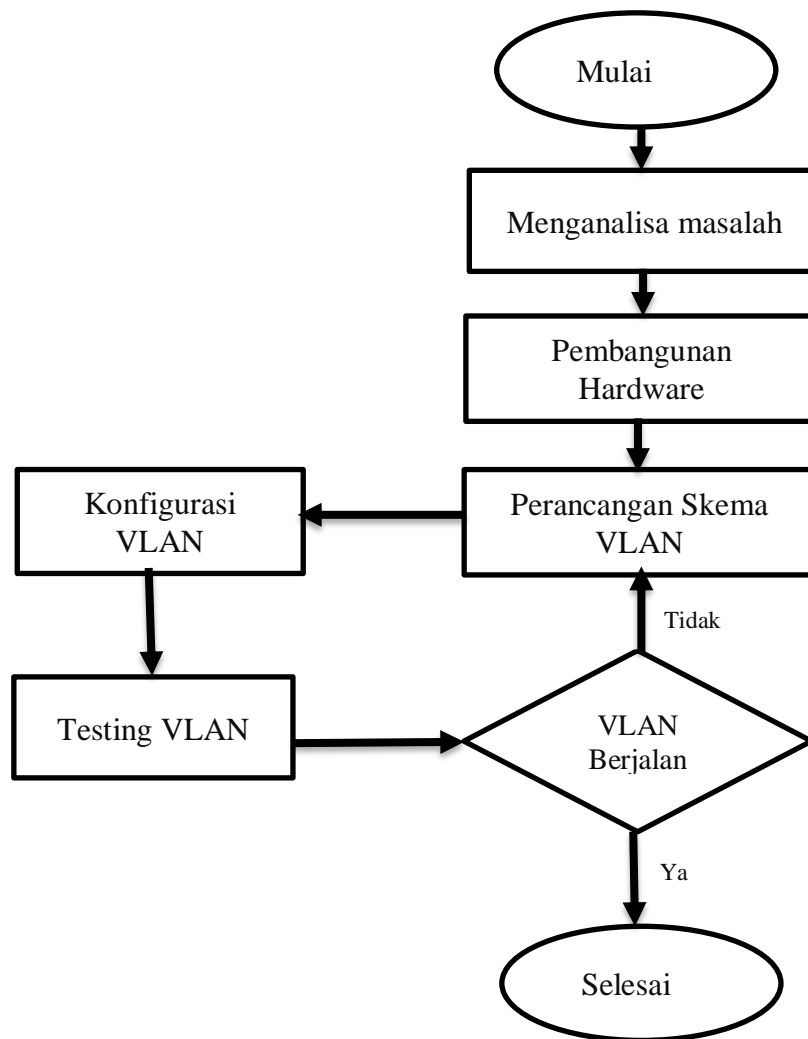 Mulai
Menganalisa masalah
Pembangunan
Hardware
Perancangan Skema
VLAN
Konfigurasi
VLAN
Testing VLAN
VLAN
Berjalan
Tidak
Ya
Selesai